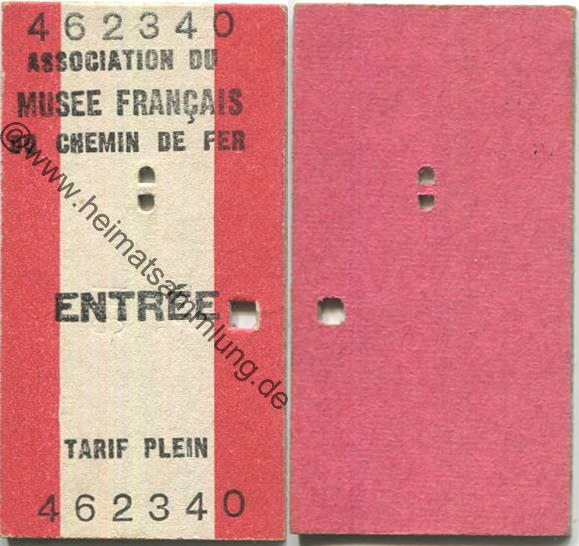 462340
ASSOCIATION DU
MUSEE FRANÇAIS
DU CHEMIN DE FER
ENTRÉE
TARIF PLEIN
462340
©www.heimatsammlung.de